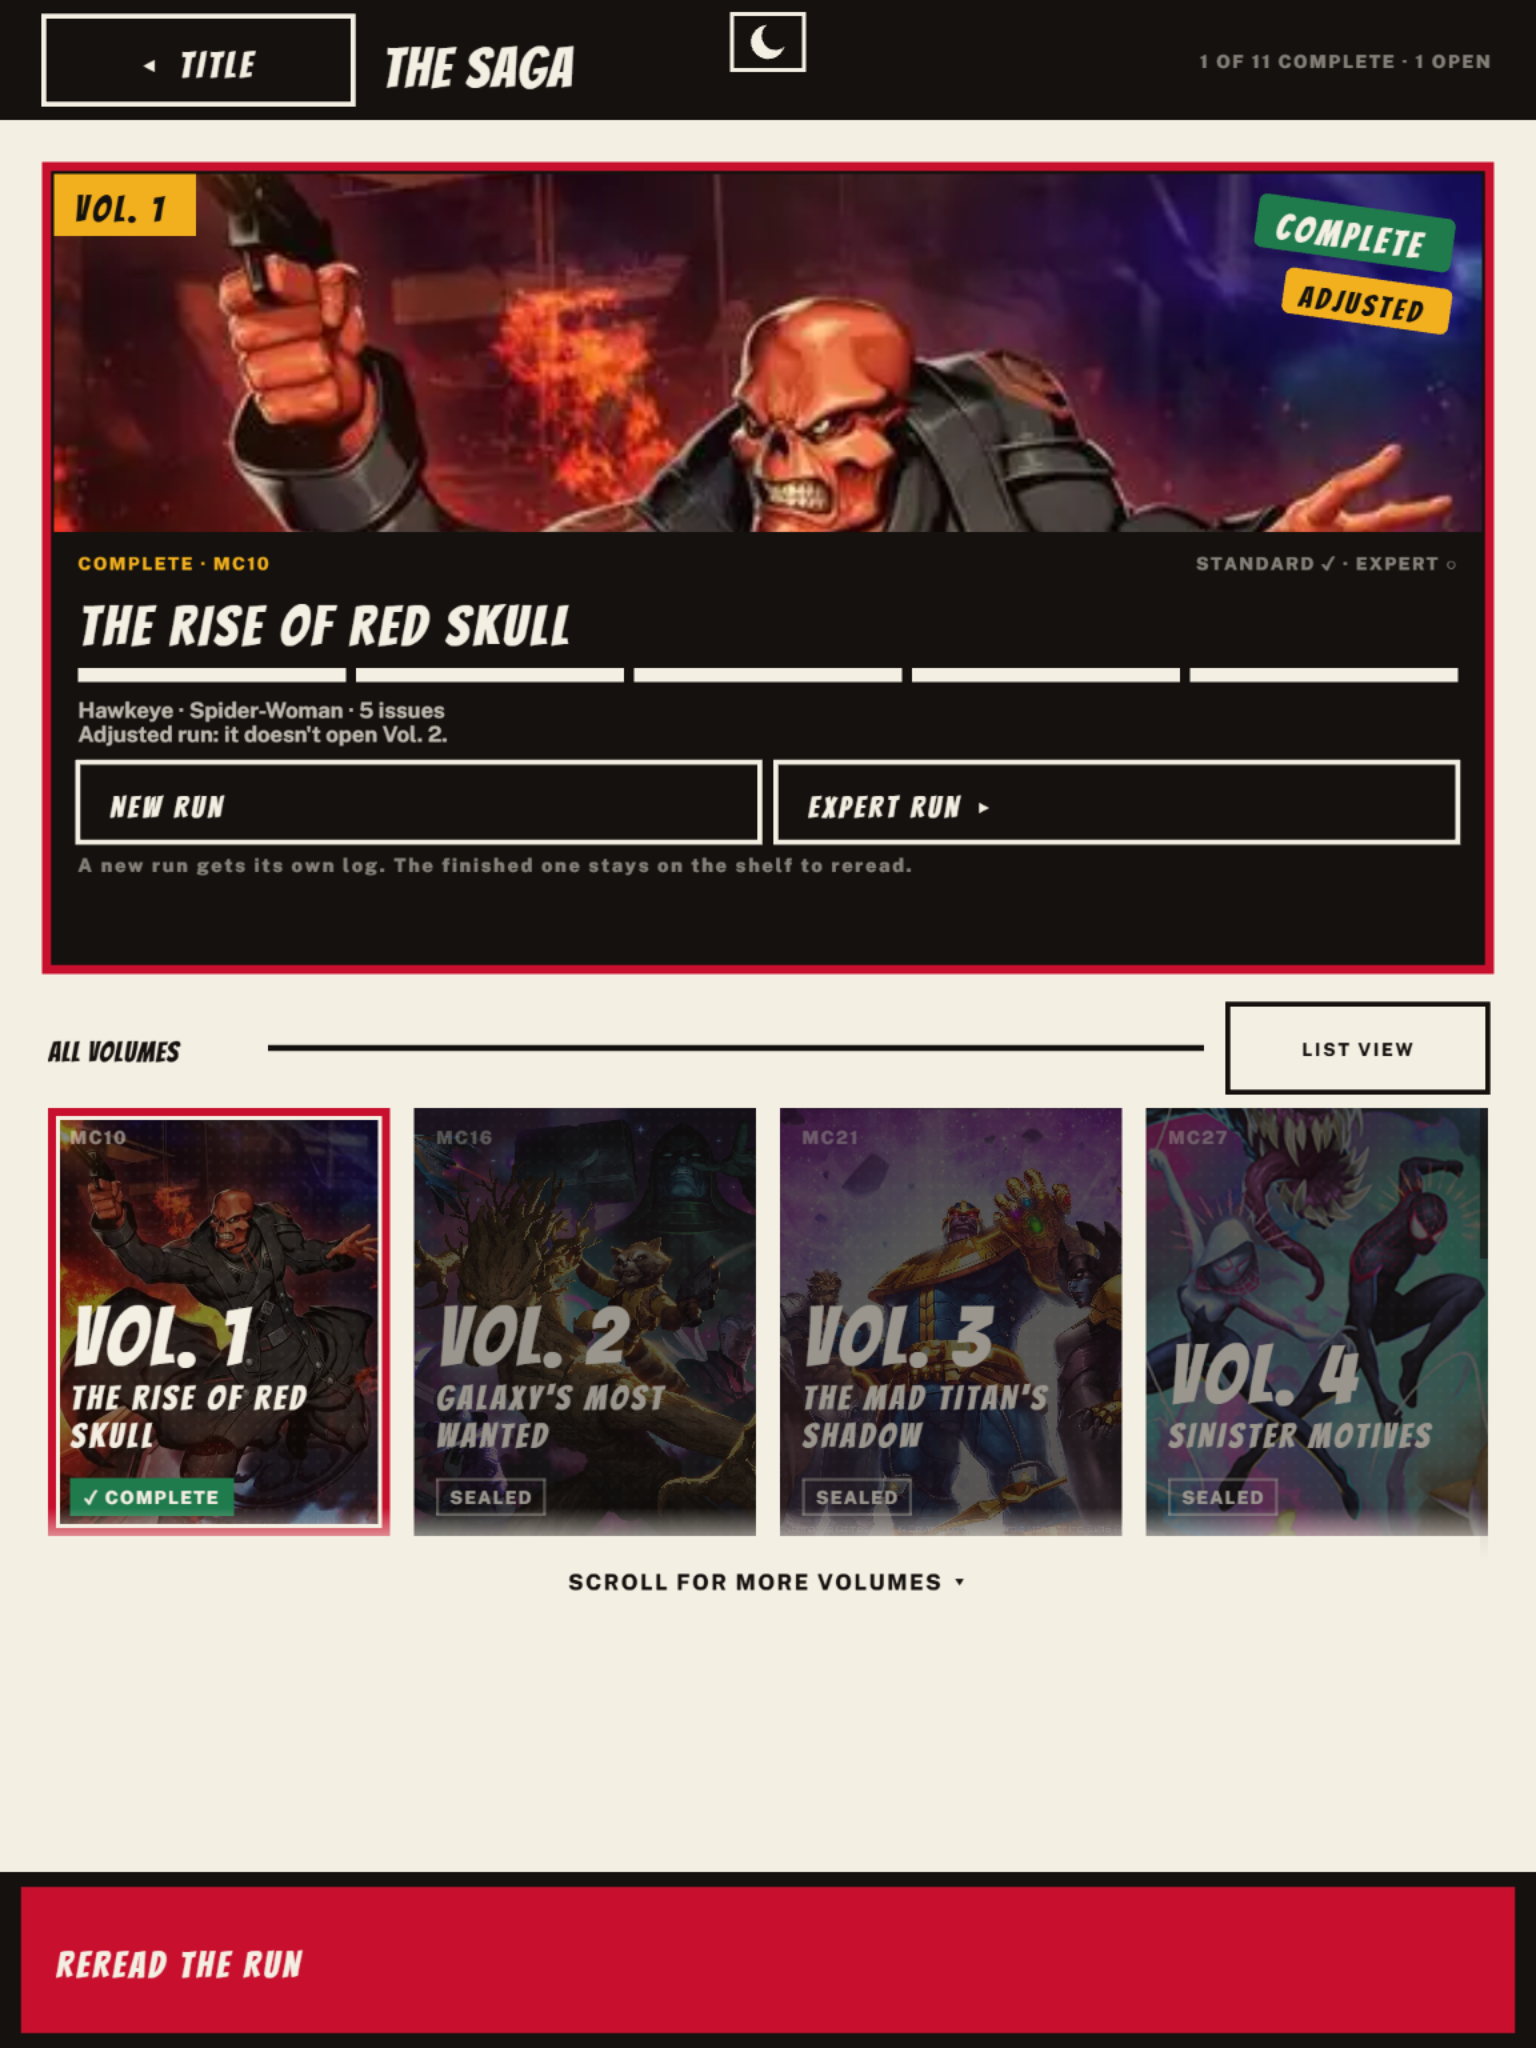 ◂ TITLE
THE SAGA
1 OF 11 COMPLETE · 1 OPEN
VOL. 1
COMPLETE
ADJUSTED
COMPLETE · MC10
STANDARD ✓ · EXPERT ○
THE RISE OF RED SKULL
Hawkeye · Spider-Woman · 5 issues
Adjusted run: it doesn't open Vol. 2.
NEW RUN
EXPERT RUN ▸
A new run gets its own log. The finished one stays on the shelf to reread.
ALL VOLUMES
LIST VIEW
MC10
VOL. 1
THE RISE OF RED
SKULL
✓ COMPLETE
MC16
VOL. 2
GALAXY'S MOST
WANTED
SEALED
MC21
VOL. 3
THE MAD TITAN'S
SHADOW
SEALED
MC27
VOL. 4
SINISTER MOTIVES
SEALED
SCROLL FOR MORE VOLUMES ▾
REREAD THE RUN